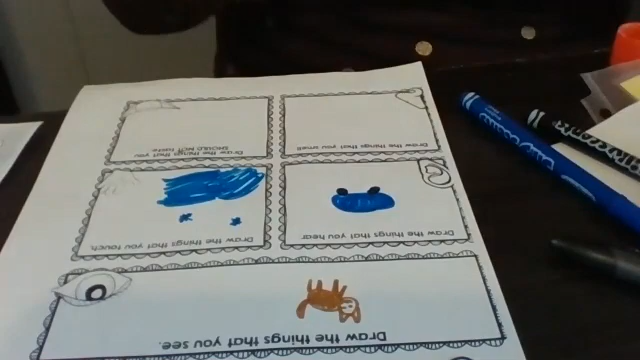 Draw the things that you see.
Draw the things that you hear
Draw the things that you touch
Draw the things that you smell
Draw the things that you
SHOULD NOT taste